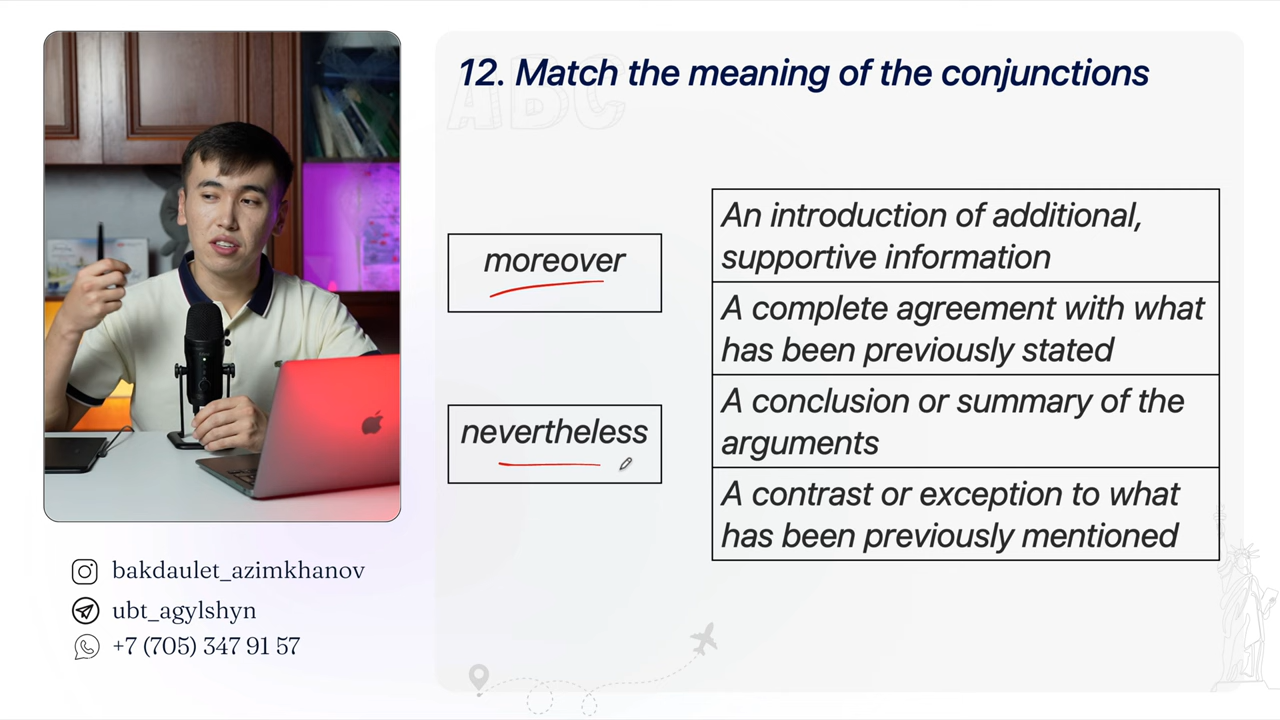 12. Match the meaning of the conjunctions
ABC
moreover
nevertheless
An introduction of additional,
supportive information
A complete agreement with what
has been previously stated
A conclusion or summary of the
arguments
A contrast or exception to what
has been previously mentioned
bakdaulet_azimkhanov
ubt_agylshyn
+7 (705) 347 91 57